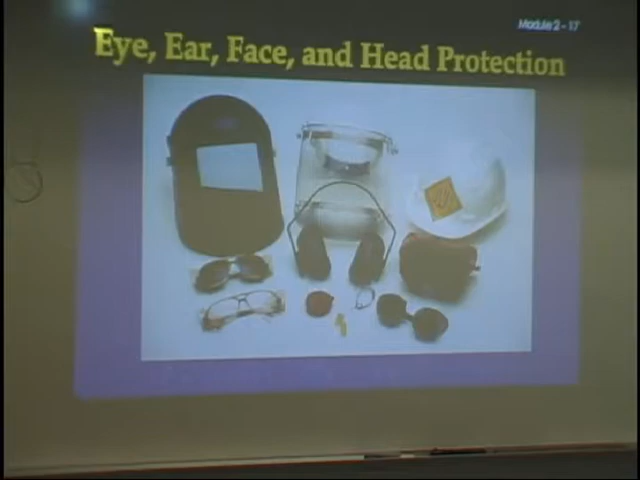 Module 2 - 17
Eye, Ear, Face, and Head Protection